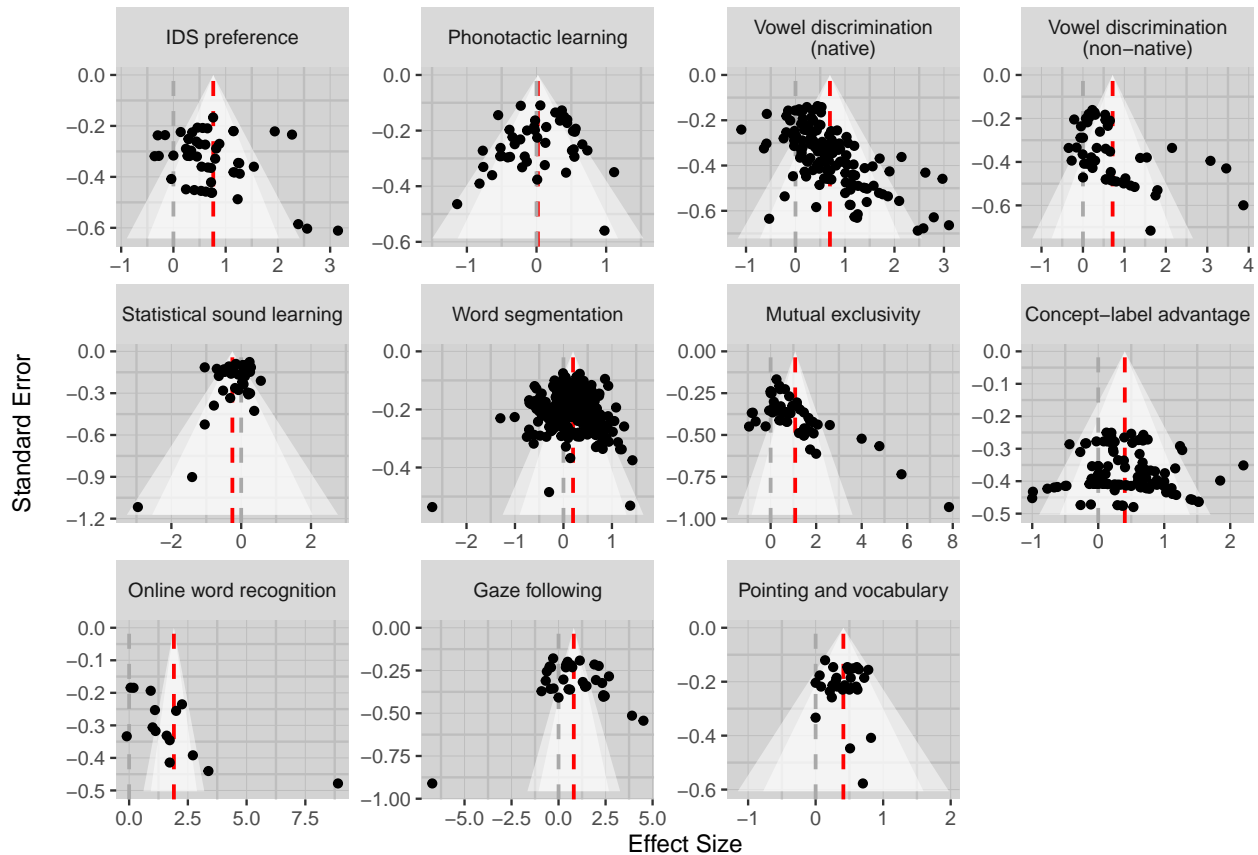 IDS preference
Phonotactic learning
Vowel discrimination
(native)
Vowel discrimination
(non−native)
0.0
−0.2
−0.4
−0.6
−1 0 1 2 3
0.0
−0.2
−0.4
−0.6
−1 0 1
0.0
−0.2
−0.4
−0.6
−1 0 1 2 3
0.0
−0.2
−0.4
−0.6
−1 0 1 2 3 4
Statistical sound learning
Word segmentation
Mutual exclusivity
Concept−label advantage
0.0
−0.3
−0.6
−0.9
−1.2
−2 0 2
0.0
−0.2
−0.4
−2 −1 0 1
0.00
−0.25
−0.50
−0.75
−1.00
0 2 4 6 8
0.0
−0.1
−0.2
−0.3
−0.4
−0.5
−1 0 1 2
Online word recognition
Gaze following
Pointing and vocabulary
0.0
−0.1
−0.2
−0.3
−0.4
−0.5
0.0 2.5 5.0 7.5
0.00
−0.25
−0.50
−0.75
−1.00
−5.0 −2.5 0.0 2.5 5.0
0.0
−0.2
−0.4
−0.6
−1 0 1 2
Standard Error
Effect Size